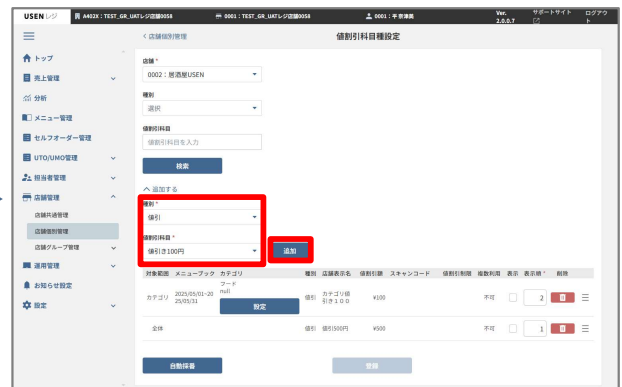 USEN レジ
A402X：TEST_GR_UATレジ店舗0058
0001：TEST_GR_UATレジ店舗0058
0001：平 奈津美
Ver. 2.0.0.7
サポートサイト
ログアウト
< 店舗個別管理
値割引科目種設定
トップ
売上管理
分析
メニュー管理
セルフオーダー管理
UTO/UMO管理
担当者管理
店舗管理
店舗共通管理
店舗個別管理
店舗グループ管理
運用管理
お知らせ設定
設定
店舗 *
0002：居酒屋USEN
種別
選択
値割引科目
値割引科目を入力
検索
追加する
種別 *
値引
値割引科目 *
値引き100円
追加
対象範囲 メニューブック カテゴリ 種別 店舗表示名 値割引額 スキャンコード 値割引制限 複数利用 表示 表示順 * 削除
カテゴリ 2025/05/01-2025/05/31 フード null 設定 値引 カテゴリ値引き１００ ¥100 不可 2
全体 値引 値引500円 ¥500 不可 1
自動採番
登録